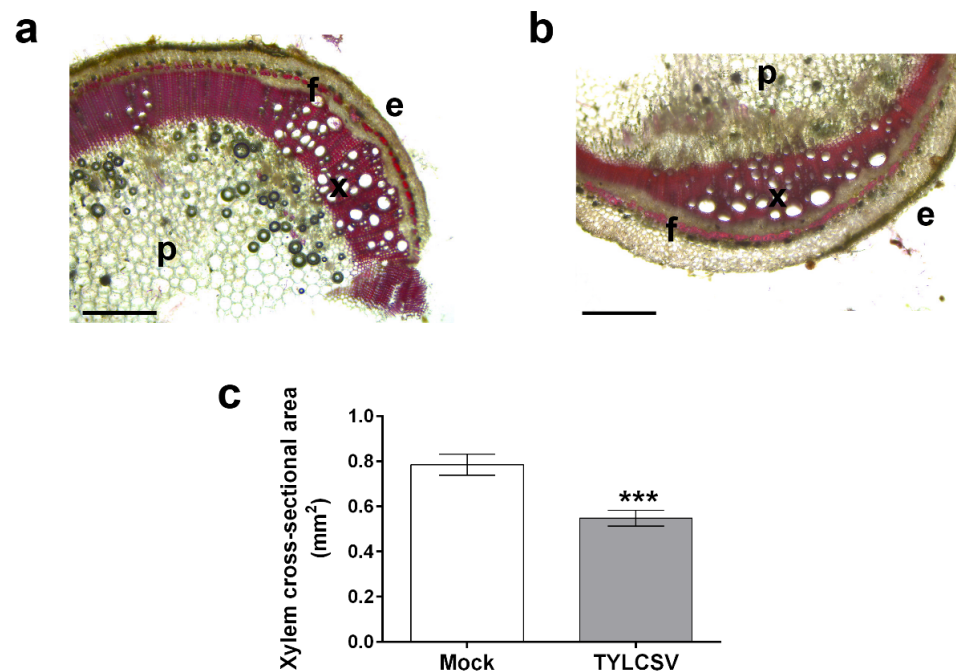 a
b
f
e
x
p
p
x
e
f
c
Xylem cross-sectional area
(mm²)
1.0
0.8
0.6
0.4
0.2
0.0
***
Mock
TYLCSV